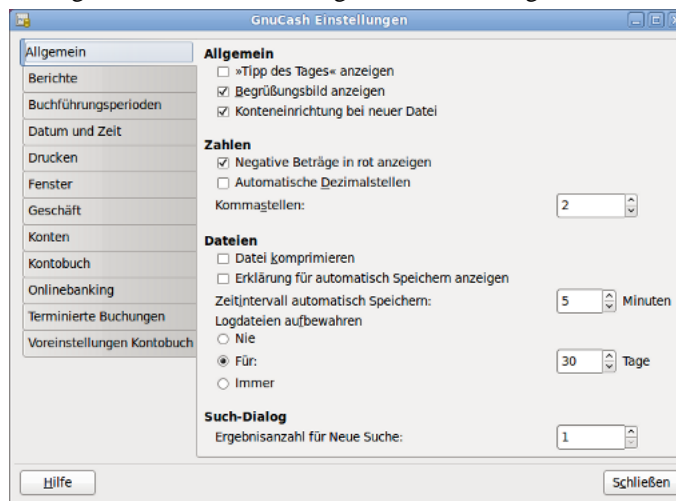 GnuCash Einstellungen
Allgemein
Berichte
Buchführungsperioden
Datum und Zeit
Drucken
Fenster
Geschäft
Konten
Kontobuch
Onlinebanking
Terminierte Buchungen
Voreinstellungen Kontobuch
Allgemein
»Tipp des Tages« anzeigen
Begrüßungsbild anzeigen
Konteneinrichtung bei neuer Datei
Zahlen
Negative Beträge in rot anzeigen
Automatische Dezimalstellen
Kommastellen: 2
Dateien
Datei komprimieren
Erklärung für automatisch Speichern anzeigen
Zeitintervall automatisch Speichern: 5 Minuten
Logdateien aufbewahren
Nie
Für: 30 Tage
Immer
Such-Dialog
Ergebnisanzahl für Neue Suche: 1
Hilfe
Schließen